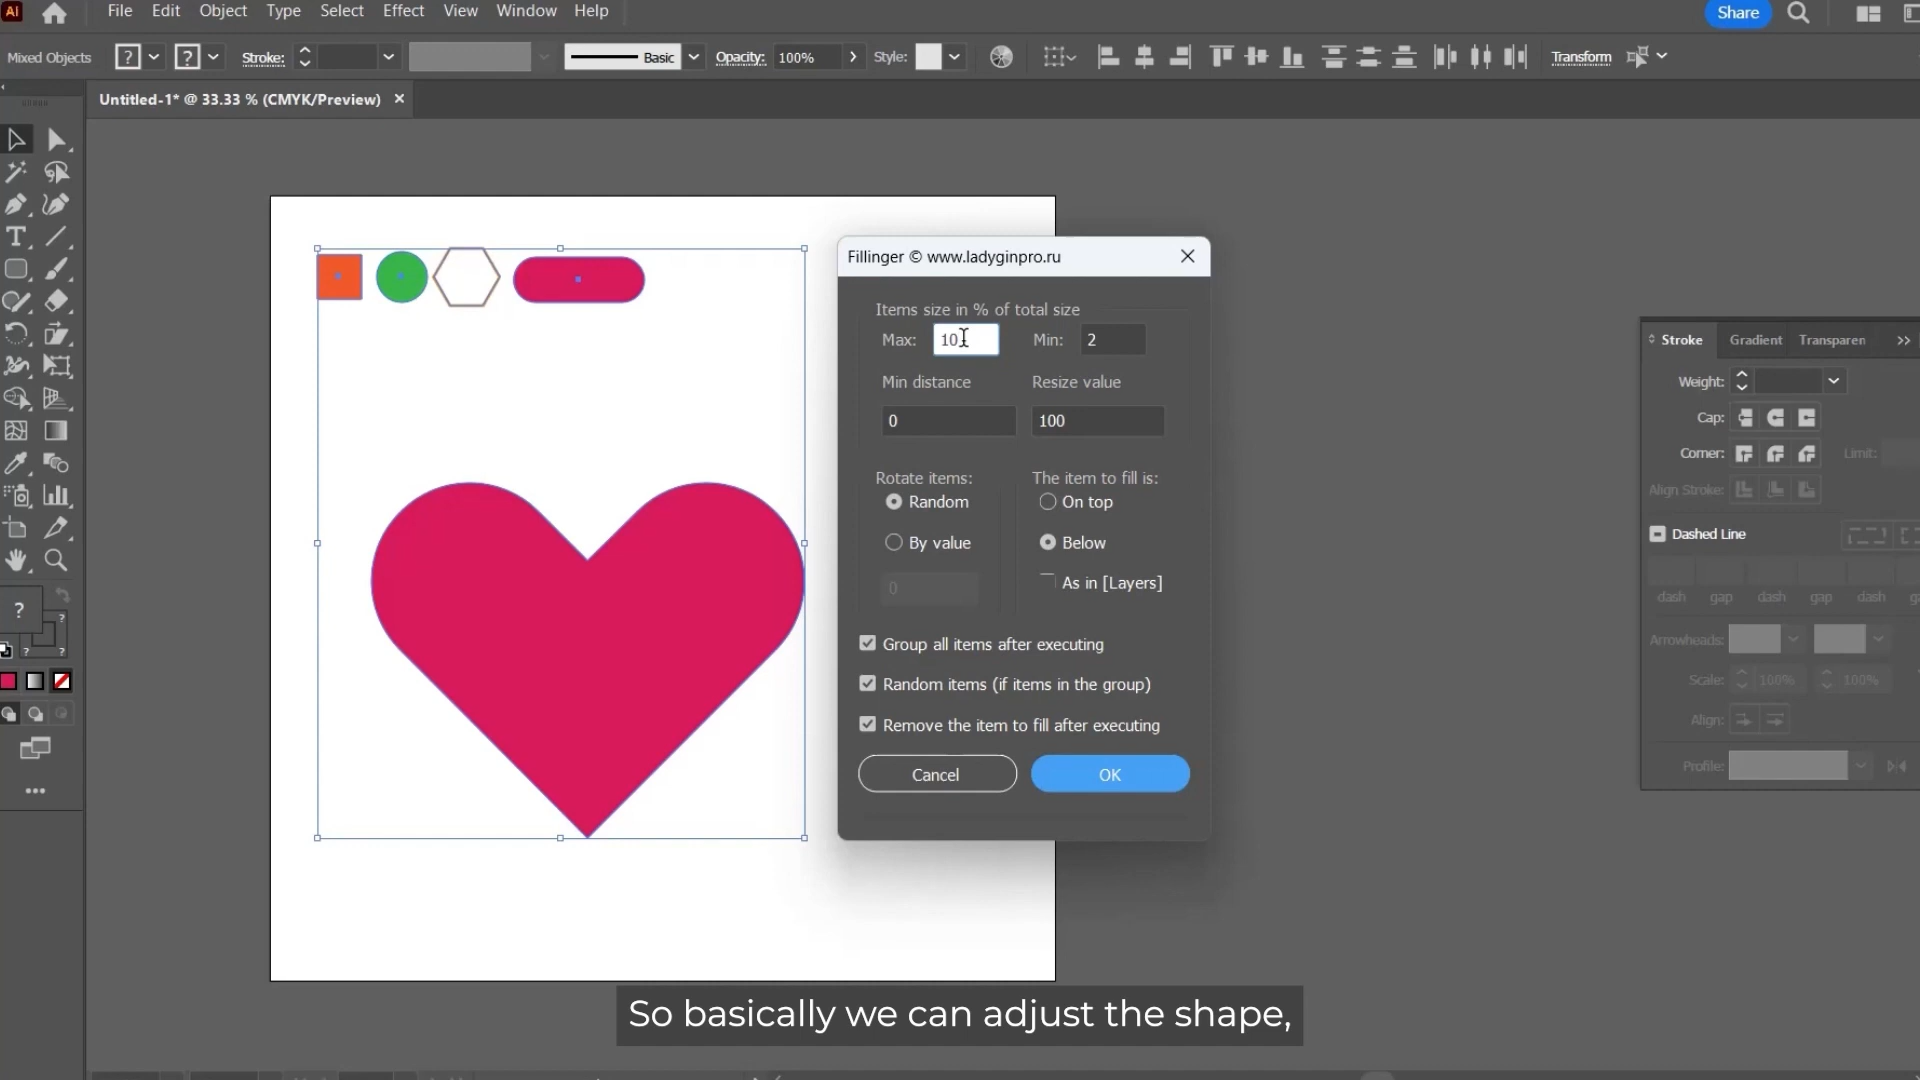 Ai File Edit Object Type Select Effect View Window Help Share
Mixed Objects ? ? Stroke: Basic Opacity: 100% Style: Transform
Untitled-1* @ 33.33 % (CMYK/Preview) ×
T
?
?
?
?
Fillinger © www.ladyginpro.ru
Items size in % of total size
Max: 10 Min: 2
Min distance Resize value
0 100
Rotate items: The item to fill is:
Random On top
By value Below
0 As in [Layers]
Group all items after executing
Random items (if items in the group)
Remove the item to fill after executing
Cancel OK
Stroke Gradient Transparen
Weight:
Cap:
Corner: Limit:
Align Stroke:
Dashed Line
dash gap dash gap dash
Arrowheads:
Scale: 100% 100%
Align:
Profile:
So basically we can adjust the shape,